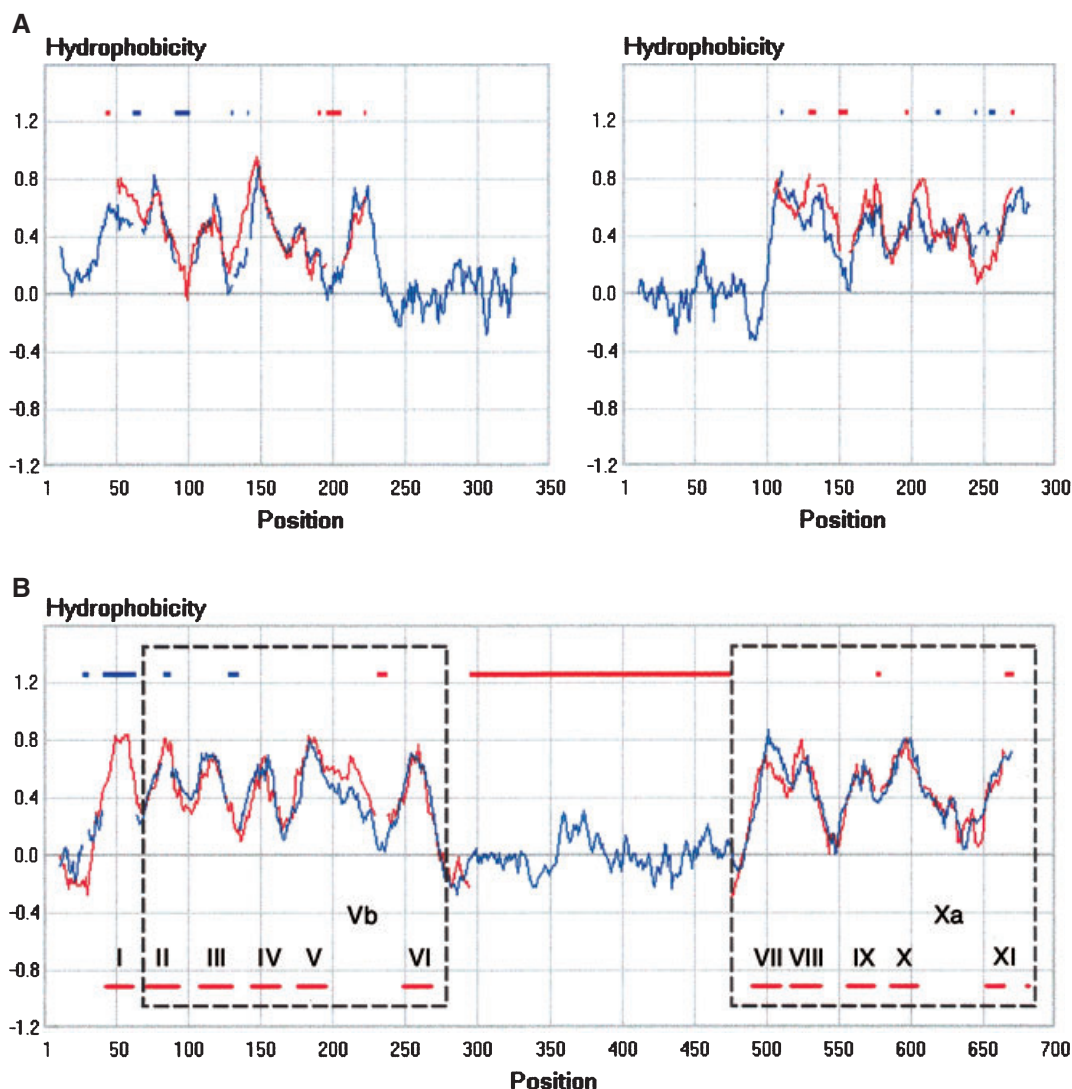 A
Hydrophobicity
1.2
0.8
0.4
0.0
-0.4
-0.8
-1.2
1 50 100 150 200 250 300 350
Position
Hydrophobicity
1.2
0.8
0.4
0.0
-0.4
-0.8
-1.2
1 50 100 150 200 250 300
Position
B
Hydrophobicity
1.2
0.8
0.4
0.0
-0.4
-0.8
-1.2
Vb Xa
I II III IV V VI VII VIII IX X XI
1 50 100 150 200 250 300 350 400 450 500 550 600 650 700
Position